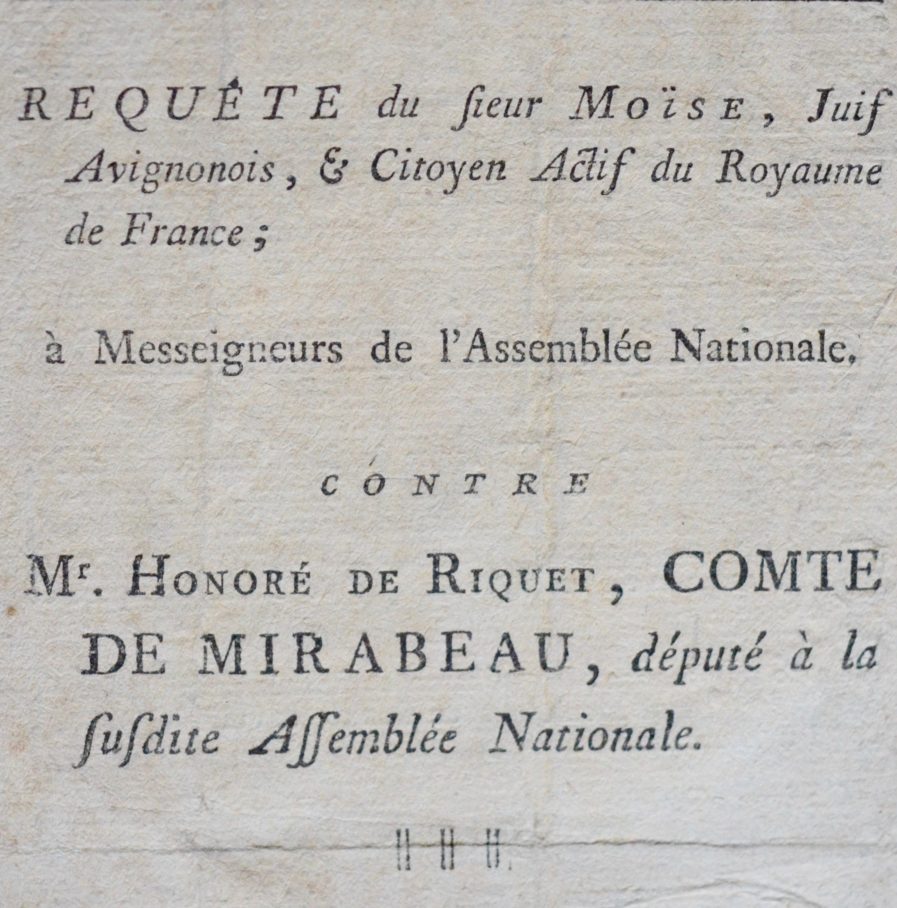 REQUÊTE du ſieur MOÏSE, Juif
Avignonois, & Citoyen Actif du Royaume
de France;
à Messeigneurs de l'Assemblée Nationale.
CONTRE
Mr. HONORÉ DE RIQUET, COMTE
DE MIRABEAU, député à la
ſuſdite Aſſemblée Nationale.